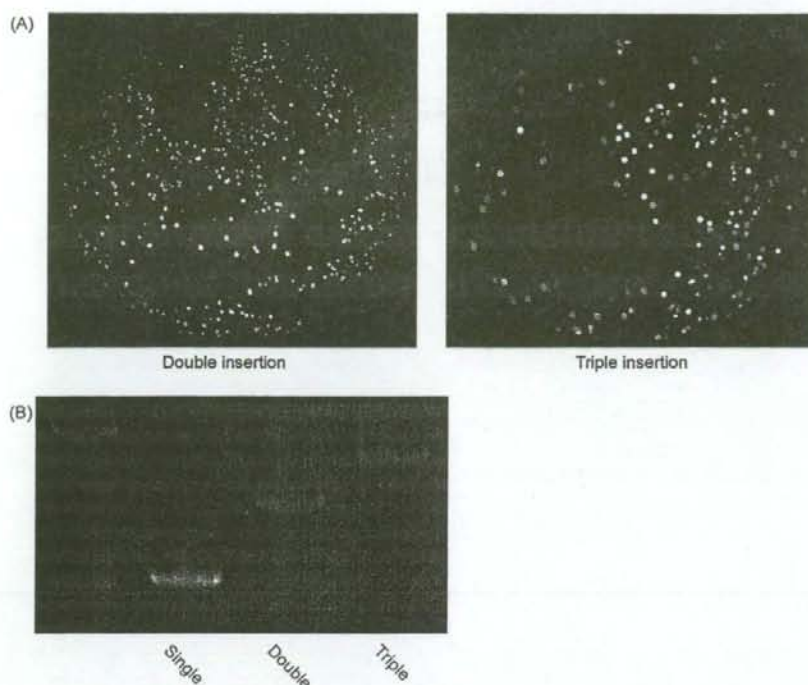 (A)
Double insertion
Triple insertion
(B)
Single
Double
Triple